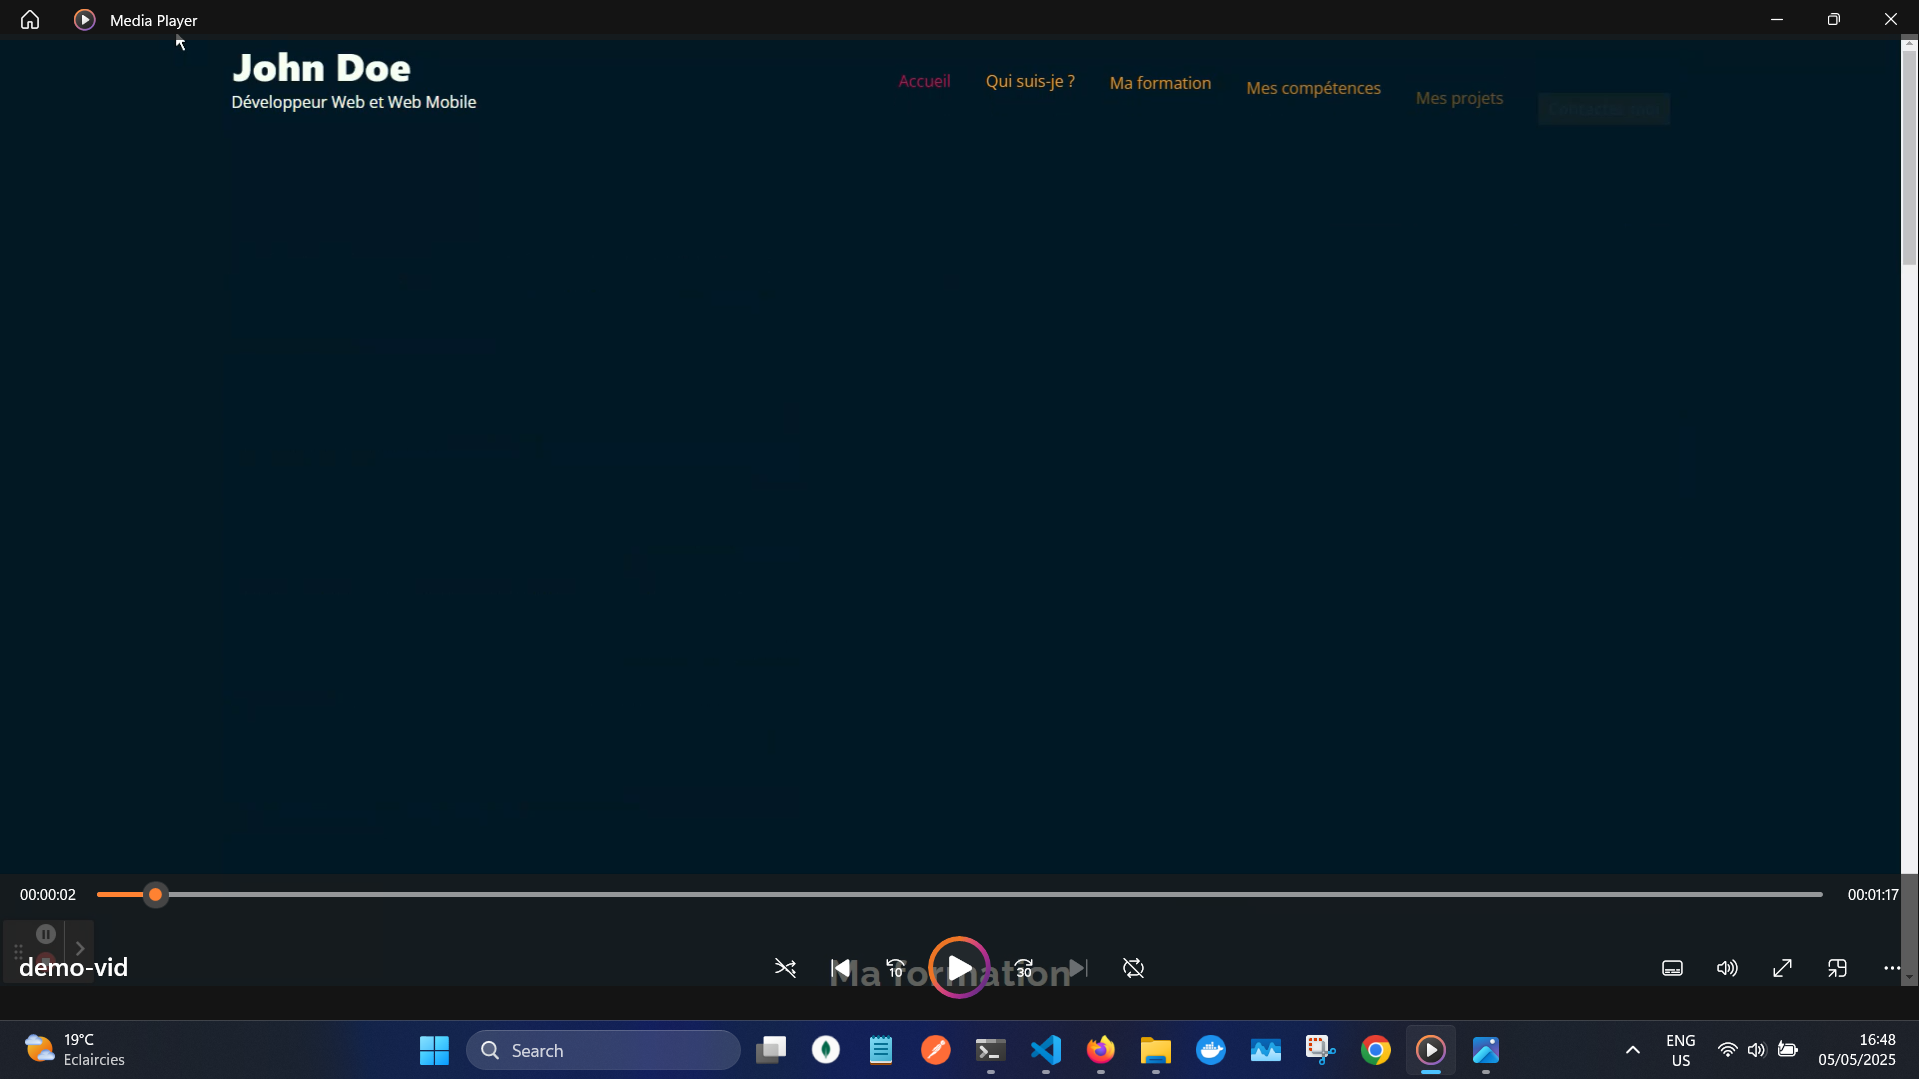 Media Player
John Doe
Développeur Web et Web Mobile
Accueil
Qui suis-je ?
Ma formation
Mes compétences
Mes projets
00:00:02
00:01:17
demo-vid
10
30
Ma formation
19°C
Eclaircies
Search
ENG
US
16:48
05/05/2025